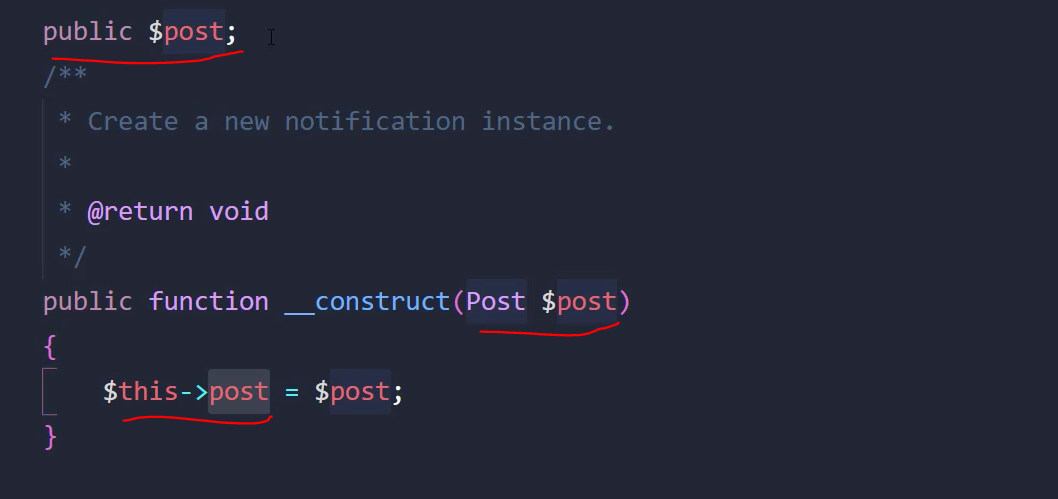 public $post;
/**
 * Create a new notification instance.
 *
 * @return void
 */
public function __construct(Post $post)
{
    $this->post = $post;
}